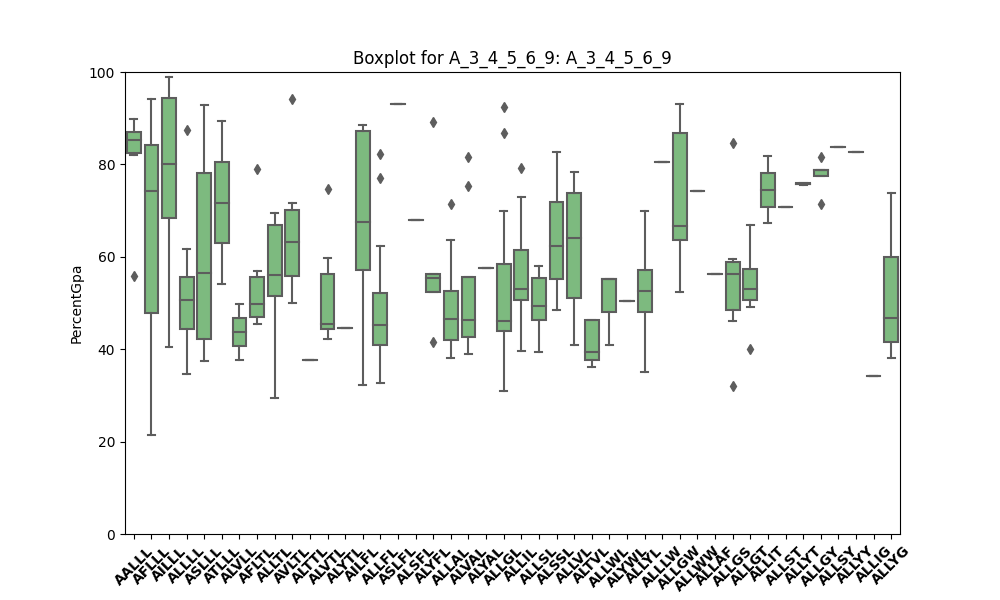 Boxplot for A_3_4_5_6_9: A_3_4_5_6_9
PercentGpa
100
80
60
40
20
0
AALL
AFLLL
AILLL
ALLLL
ASLLL
ATLLL
ALVLL
AFLTL
ALLTL
AVLTL
ALTTL
ALVTL
ALYTL
AILFL
ALLFL
ASLFL
ALSFL
ALYFL
ALLAL
ALVAL
ALYAL
ALLGL
ALLIL
ALLSL
ALSSL
ALLVL
ALTVL
ALLWL
ALYWL
ALLYL
ALLLW
ALLGW
ALLWW
ALLAF
ALLGS
ALLGT
ALLIT
ALLST
ALLYT
ALLGY
ALLSY
ALLYY
ALLIG
ALLYG